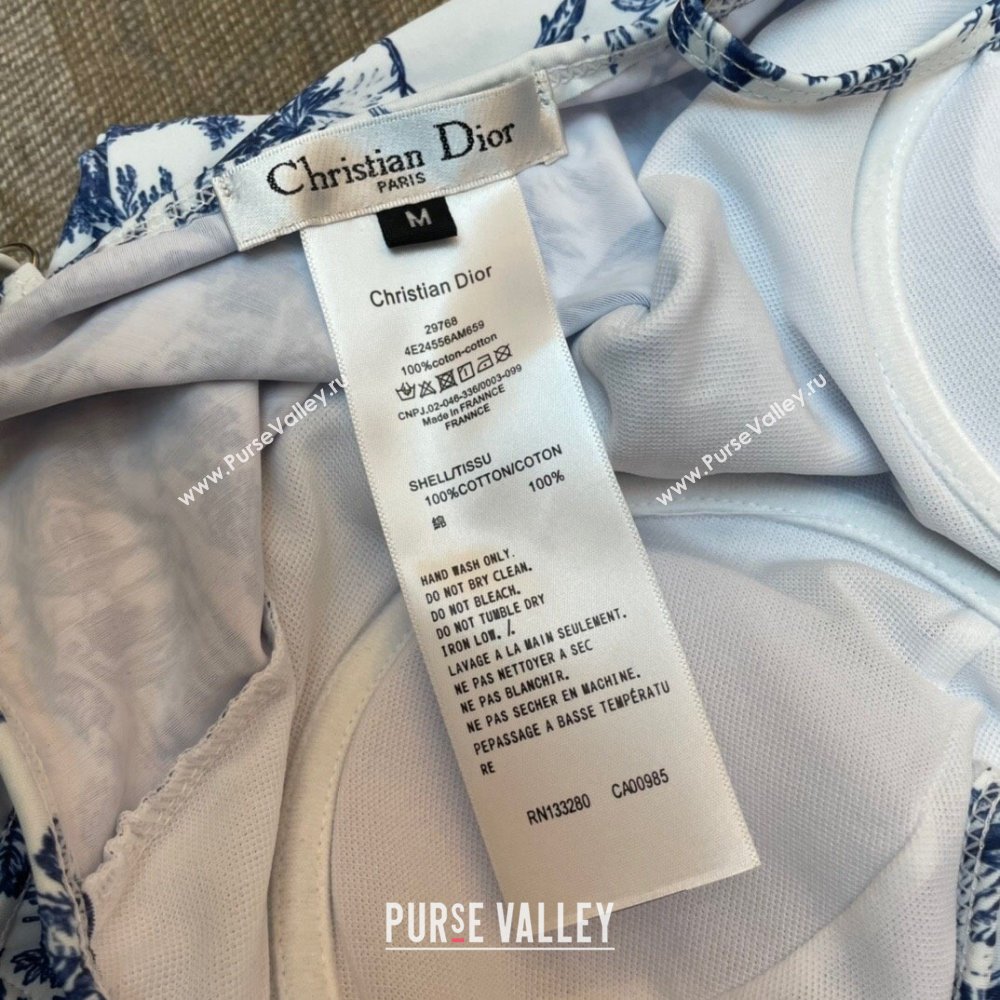 Christian Dior
PARIS
M
Christian Dior
29768
4E24556AM659
100%coton-cotton
CNPJ.02-046-336/0003-099
Made In FRANNCE
FRANNCE
SHELL/TISSU
100%COTTON/COTON
100%
綿
HAND WASH ONLY.
DO NOT BRY CLEAN.
DO NOT BLEACH.
DO NOT TUMBLE DRY
IRON LOW. /.
LAVAGE A LA MAIN SEULEMENT.
NE PAS NETTOYER A SEC
NE PAS BLANCHIR.
NE PAS SECHER EN MACHINE.
PEPASSAGE A BASSE TEMPÉRATU
RE
RN133280 CA00985
www.PurseValley.ru
www.PurseValley.ru
PURSE VALLEY